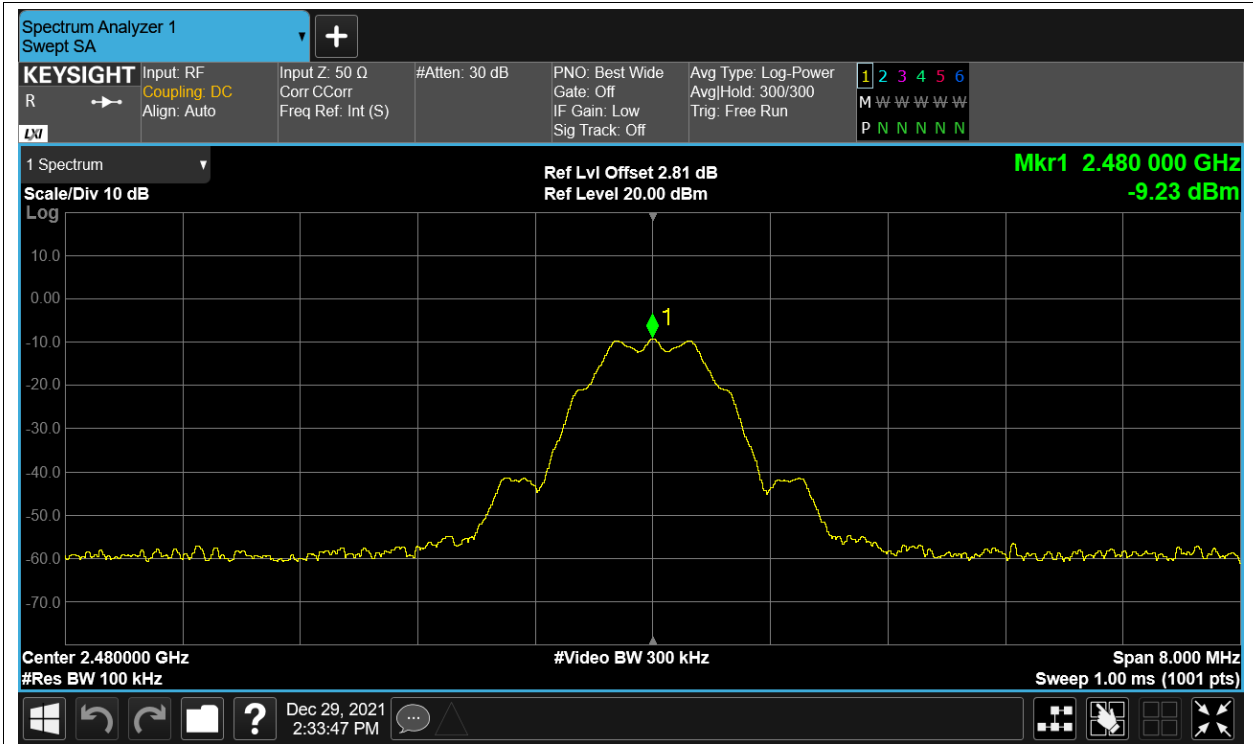 Spectrum Analyzer 1
Swept SA
+
KEYSIGHT
R
LXI
Input: RF
Coupling: DC
Align: Auto
Input Z: 50 Ω
Corr CCorr
Freq Ref: Int (S)
#Atten: 30 dB
PNO: Best Wide
Gate: Off
IF Gain: Low
Sig Track: Off
Avg Type: Log-Power
Avg|Hold: 300/300
Trig: Free Run
1 2 3 4 5 6
M W W W W W
P N N N N N
1 Spectrum
Scale/Div 10 dB
Log
Ref Lvl Offset 2.81 dB
Ref Level 20.00 dBm
Mkr1 2.480 000 GHz
-9.23 dBm
10.0
0.00
-10.0
-20.0
-30.0
-40.0
-50.0
-60.0
-70.0
1
Center 2.480000 GHz
#Res BW 100 kHz
#Video BW 300 kHz
Span 8.000 MHz
Sweep 1.00 ms (1001 pts)
?
Dec 29, 2021
2:33:47 PM